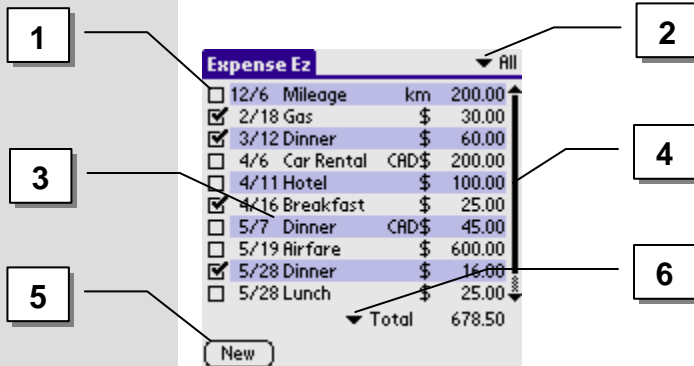 1
2
Expense Ez All
12/6 Mileage km 200.00
2/18 Gas $ 30.00
3/12 Dinner $ 60.00
4/6 Car Rental CAD$ 200.00
4
3
4/11 Hotel $ 100.00
4/16 Breakfast $ 25.00
5/7 Dinner CAD$ 45.00
5/19 Airfare $ 600.00
5/28 Dinner $ 16.00
6
5
5/28 Lunch $ 25.00
Total 678.50
New